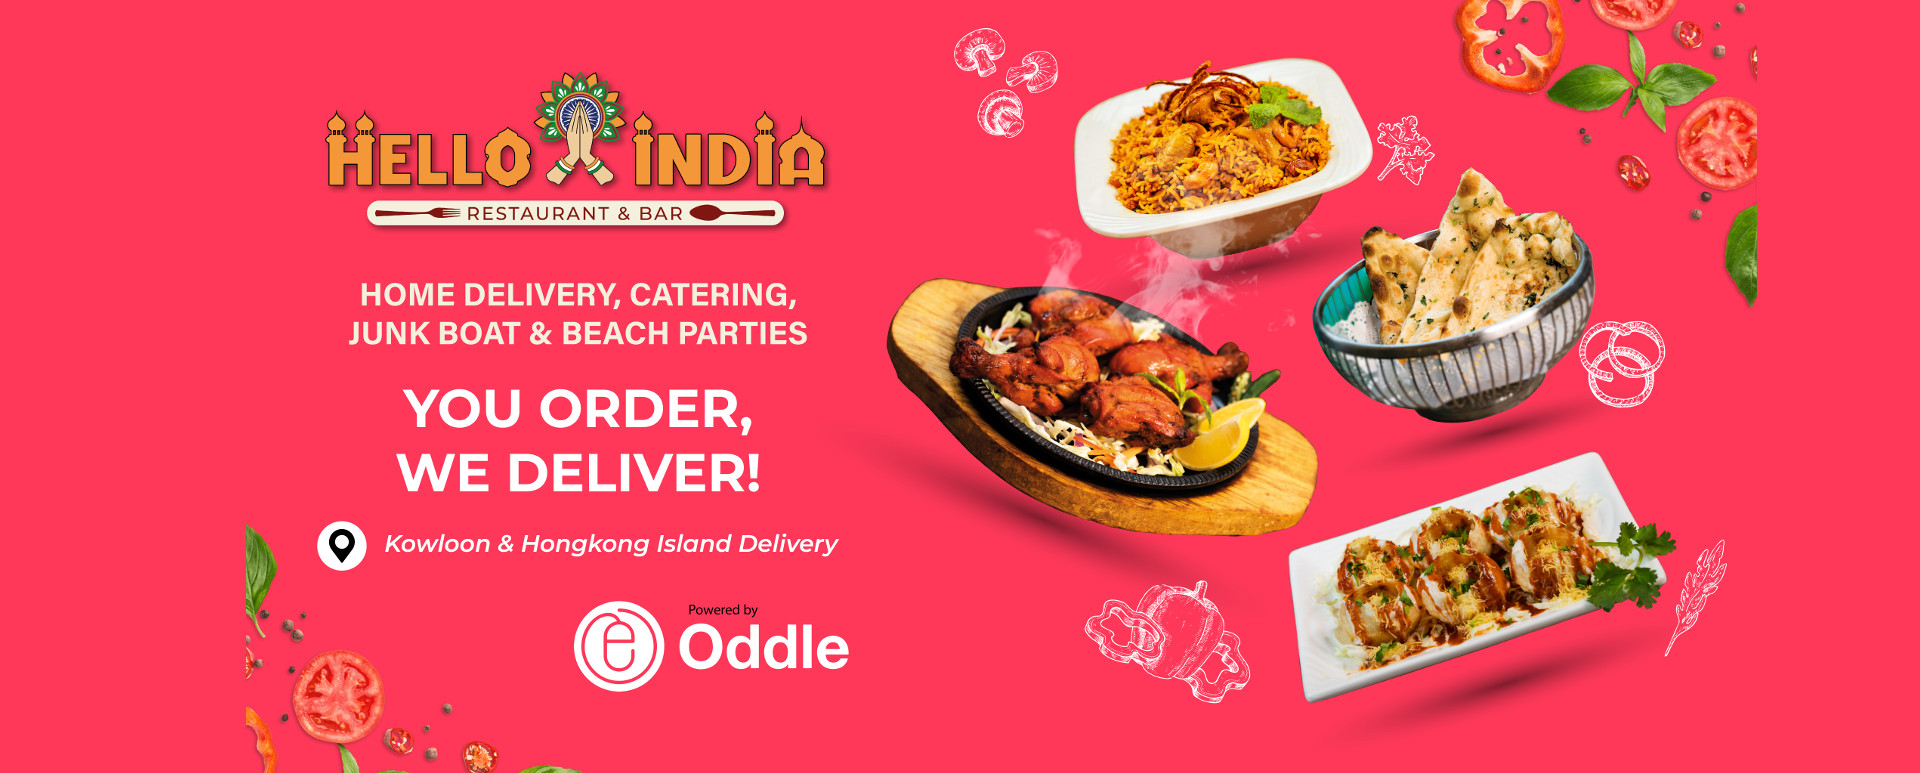 HELLO INDIA
RESTAURANT & BAR
HOME DELIVERY, CATERING,
JUNK BOAT & BEACH PARTIES
YOU ORDER,
WE DELIVER!
Kowloon & Hongkong Island Delivery
Powered by
Oddle